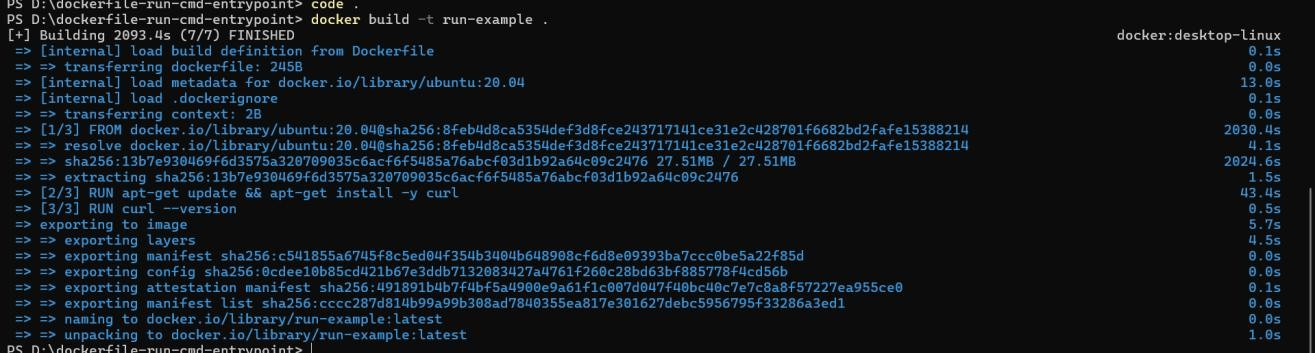 PS D:\dockerfile-run-cmd-entrypoint> code .
PS D:\dockerfile-run-cmd-entrypoint> docker build -t run-example .
[+] Building 2093.4s (7/7) FINISHED docker:desktop-linux
=> [internal] load build definition from Dockerfile 0.1s
=> => transferring dockerfile: 245B 0.0s
=> [internal] load metadata for docker.io/library/ubuntu:20.04 13.0s
=> [internal] load .dockerignore 0.1s
=> => transferring context: 2B 0.0s
=> [1/3] FROM docker.io/library/ubuntu:20.04@sha256:8feb4d8ca5354def3d8fce243717141ce31e2c428701f6682bd2fafe15388214 2030.4s
=> => resolve docker.io/library/ubuntu:20.04@sha256:8feb4d8ca5354def3d8fce243717141ce31e2c428701f6682bd2fafe15388214 4.1s
=> => sha256:13b7e930469f6d3575a320709035c6acf6f5485a76abcf03d1b92a64c09c2476 27.51MB / 27.51MB 2024.6s
=> => extracting sha256:13b7e930469f6d3575a320709035c6acf6f5485a76abcf03d1b92a64c09c2476 1.5s
=> [2/3] RUN apt-get update && apt-get install -y curl 43.4s
=> [3/3] RUN curl --version 0.5s
=> exporting to image 5.7s
=> => exporting layers 4.5s
=> => exporting manifest sha256:c541855a6745f8c5ed04f354b3404b648908cf6d8e09393ba7ccc0be5a22f85d 0.0s
=> => exporting config sha256:0cdee10b85cd421b67e3ddb7132083427a4761f260c28bd63bf885778f4cd56b 0.0s
=> => exporting attestation manifest sha256:491891b4b7f4bf5a4900e9a61f1c007d047f40bc40c7e7c8a8f57227ea955ce0 0.1s
=> => exporting manifest list sha256:cccc287d814b99a99b308ad7840355ea817e301627debc5956795f33286a3ed1 0.0s
=> => naming to docker.io/library/run-example:latest 0.0s
=> => unpacking to docker.io/library/run-example:latest 1.0s
PS D:\dockerfile-run-cmd-entrypoint>